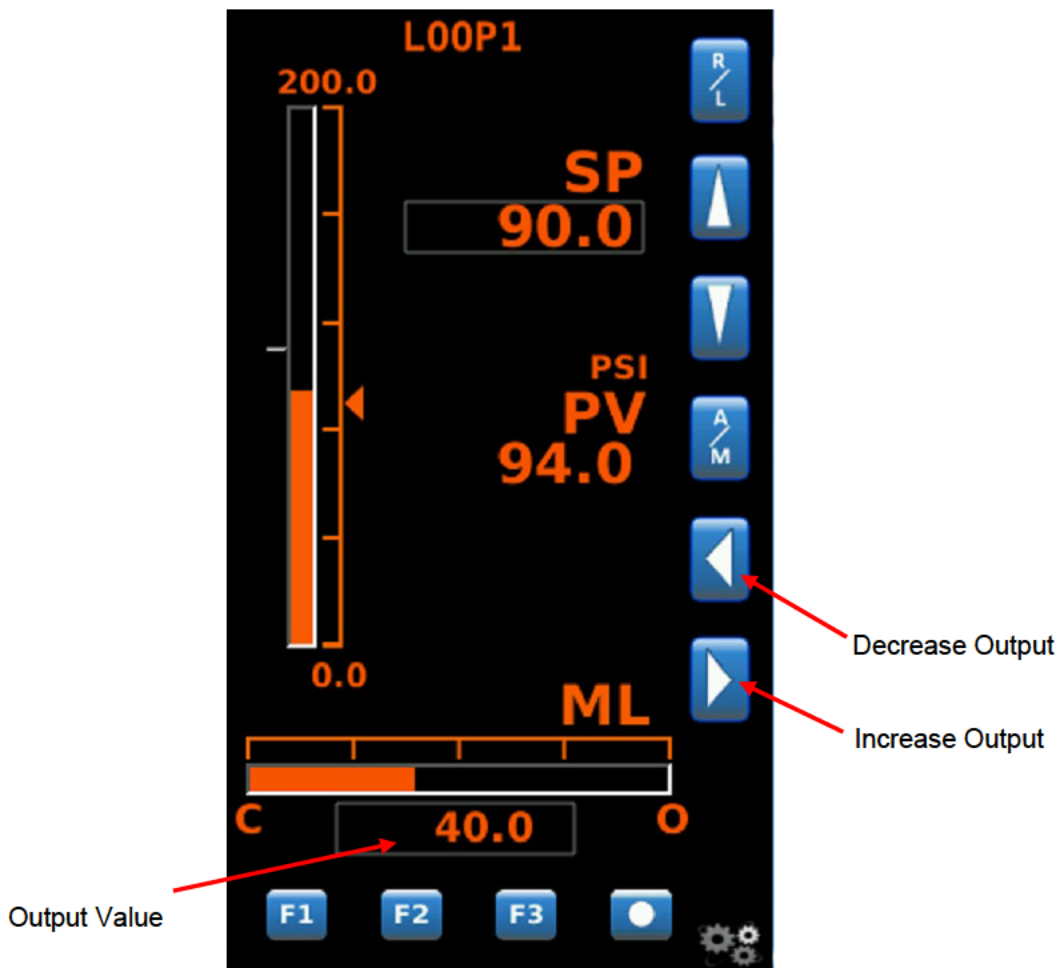 L00P1
200.0
R/L
SP
90.0
PSI
PV
94.0
A/M
Decrease Output
0.0
ML
Increase Output
C
40.0
O
Output Value
F1
F2
F3